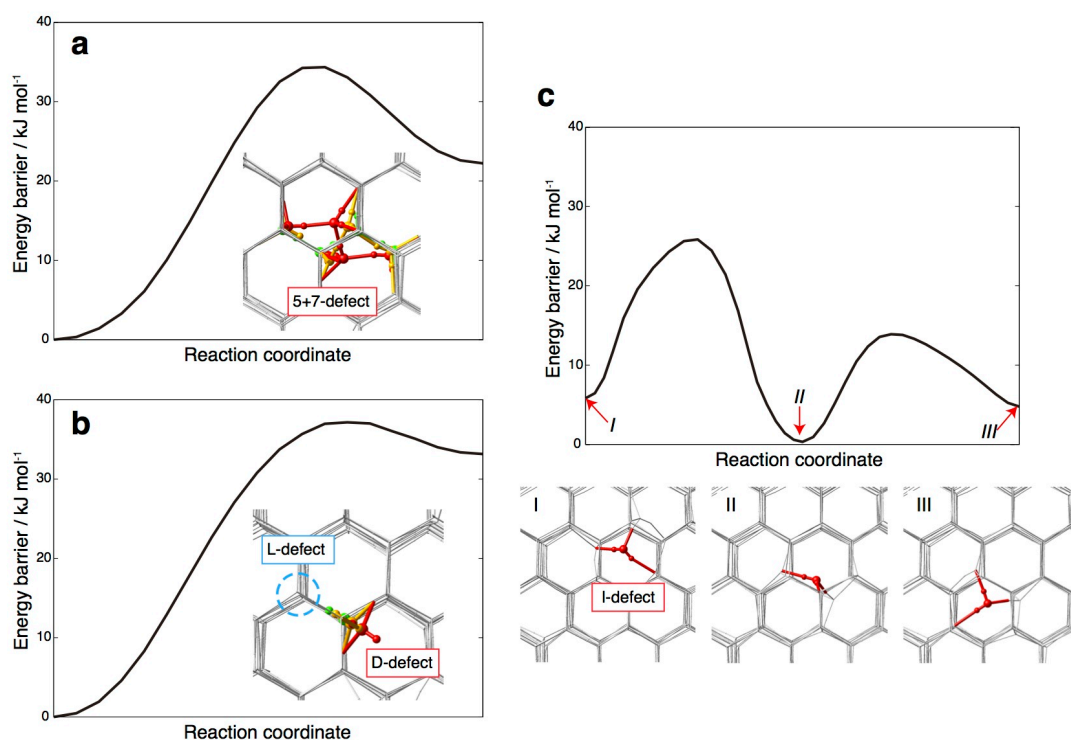 a
Energy barrier / kJ mol-1
40
30
20
10
0
5+7-defect
Reaction coordinate
b
Energy barrier / kJ mol-1
40
30
20
10
0
L-defect
D-defect
Reaction coordinate
c
Energy barrier / kJ mol-1
40
30
20
10
0
I
II
III
Reaction coordinate
I
I-defect
II
III